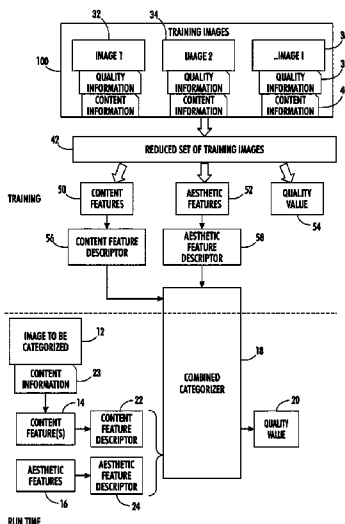 32
34
3
TRAINING IMAGES
IMAGE 1
IMAGE 2
...IMAGE I
100
QUALITY INFORMATION
QUALITY INFORMATION
QUALITY INFORMATION
3
CONTENT INFORMATION
CONTENT INFORMATION
CONTENT INFORMATION
4
42
REDUCED SET OF TRAINING IMAGES
50
52
TRAINING
CONTENT FEATURES
AESTHETIC FEATURES
QUALITY VALUE
54
56
CONTENT FEATURE DESCRIPTOR
AESTHETIC FEATURE DESCRIPTOR
58
12
IMAGE TO BE CATEGORIZED
18
CONTENT INFORMATION
23
COMBINED CATEGORIZER
14
22
20
CONTENT FEATURE(S)
CONTENT FEATURE DESCRIPTOR
QUALITY VALUE
AESTHETIC FEATURES
AESTHETIC FEATURE DESCRIPTOR
16
24
RUN TIME